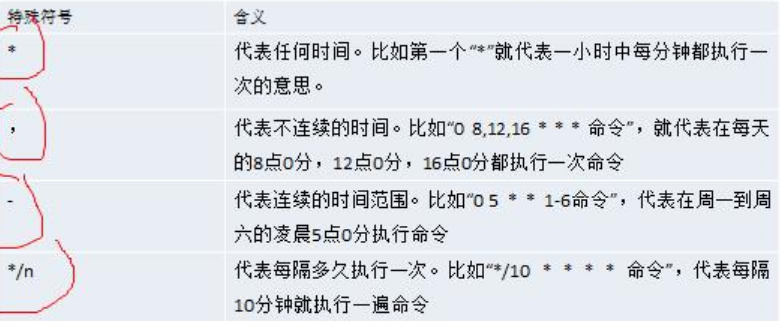 特殊符号 含义
* 代表任何时间。比如第一个“*”就代表一小时中每分钟都执行一
次的意思。
, 代表不连续的时间。比如“0 8,12,16 * * * 命令”，就代表在每天
的8点0分，12点0分，16点0分都执行一次命令
- 代表连续的时间范围。比如“0 5 * * 1-6命令”，代表在周一到周
六的凌晨5点0分执行命令
*/n 代表每隔多久执行一次。比如“*/10 * * * * 命令”，代表每隔
10分钟就执行一遍命令